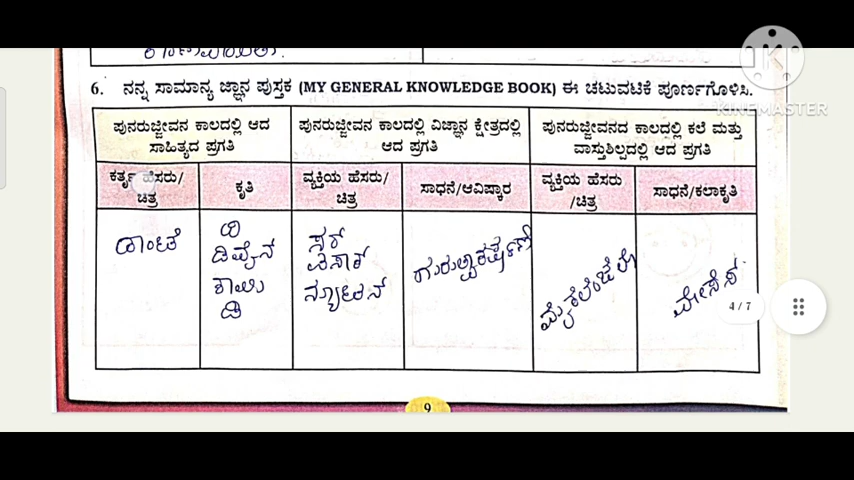 KINEMASTER
6. ನನ್ನ ಸಾಮಾನ್ಯ ಜ್ಞಾನ ಪುಸ್ತಕ (MY GENERAL KNOWLEDGE BOOK) ಈ ಚಟುವಟಿಕೆ ಪೂರ್ಣಗೊಳಿಸಿ.
ಪುನರುಜ್ಜೀವನ ಕಾಲದಲ್ಲಿ ಆದ
ಸಾಹಿತ್ಯದ ಪ್ರಗತಿ
ಪುನರುಜ್ಜೀವನ ಕಾಲದಲ್ಲಿ ವಿಜ್ಞಾನ ಕ್ಷೇತ್ರದಲ್ಲಿ
ಆದ ಪ್ರಗತಿ
ಪುನರುಜ್ಜೀವನದ ಕಾಲದಲ್ಲಿ ಕಲೆ ಮತ್ತು
ವಾಸ್ತುಶಿಲ್ಪದಲ್ಲಿ ಆದ ಪ್ರಗತಿ
ಕರ್ತೃ ಹೆಸರು/
ಚಿತ್ರ
ಕೃತಿ
ವ್ಯಕ್ತಿಯ ಹೆಸರು/
ಚಿತ್ರ
ಸಾಧನೆ/ಆವಿಷ್ಕಾರ
ವ್ಯಕ್ತಿಯ ಹೆಸರು
/ಚಿತ್ರ
ಸಾಧನೆ/ಕಲಾಕೃತಿ
ಡಾಂಟೆ
ದಿ
ಡಿವೈನ್
ಕಾಮಿ
ಡಿ
ಸರ್
ಐಸಾಕ್
ನ್ಯೂಟನ್
ಗುರುತ್ವಾಕರ್ಷಣೆ
ಮೈಕಲೆಂಜೆಲೊ
4 / 7
9